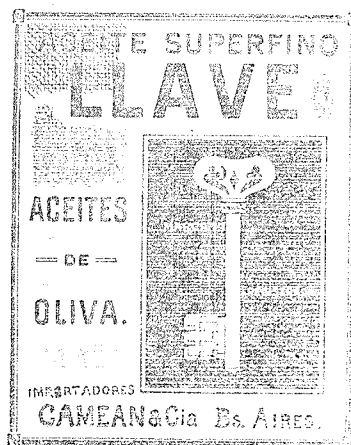 ACEITE SUPERFINO
LLAVE
ACEITES
DE
OLIVA.
IMPORTADORES
CAMEAN & Cia Bs. AIRES.